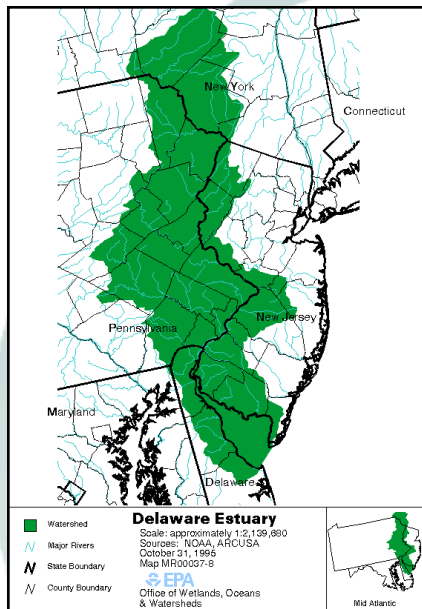 New York
Connecticut
Pennsylvania
New Jersey
Maryland
Delaware
Watershed
Major Rivers
State Boundary
County Boundary
Delaware Estuary
Scale: approximately 1:2,139,680
Sources: NOAA, ARCUSA
October 31, 1995
Map MR00037-8
EPA
Office of Wetlands, Oceans
& Watersheds
Mid Atlantic